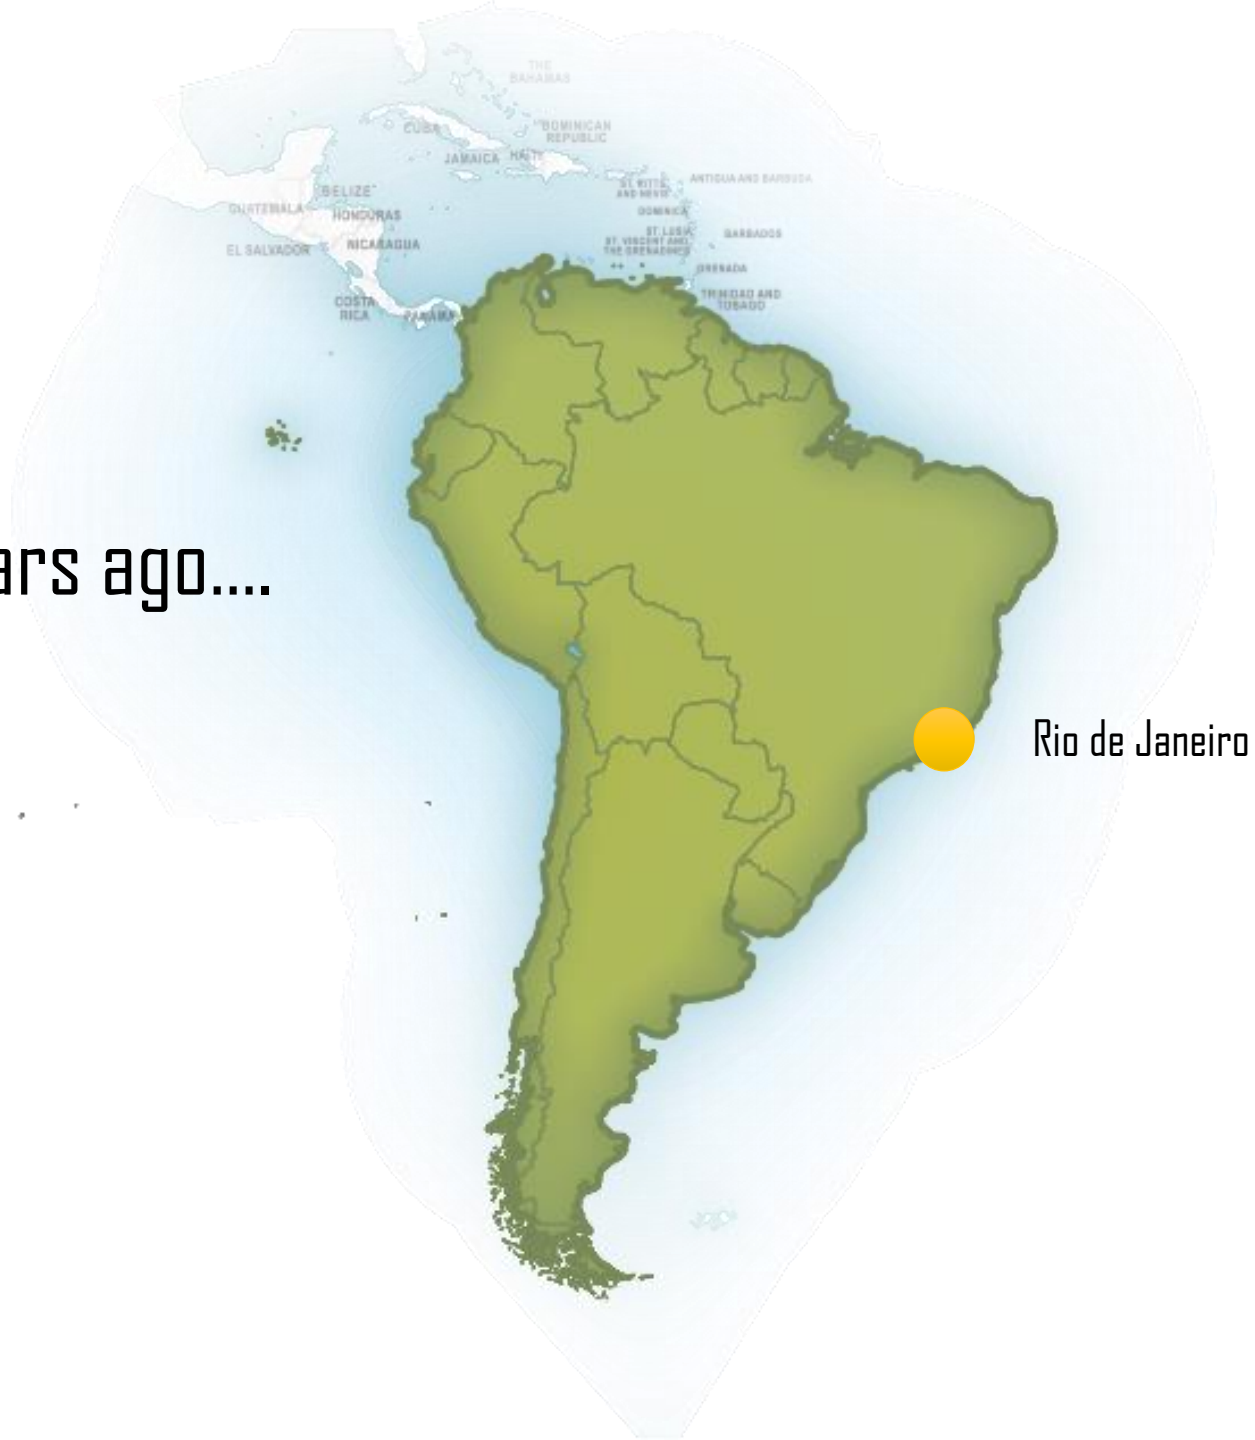 THE
BAHAMAS
CUBA
DOMINICAN
REPUBLIC
JAMAICA
HAITI
BELIZE
ST. KITTS
AND NEVIS
ANTIGUA AND BARBUDA
GUATEMALA
HONDURAS
DOMINICA
EL SALVADOR
NICARAGUA
ST. LUSIA
ST. VINCENT AND
THE GRENADINES
BARBADOS
GRENADA
COSTA
RICA
PANAMA
TRINIDAD AND
TOBAGO
ars ago....
Rio de Janeiro